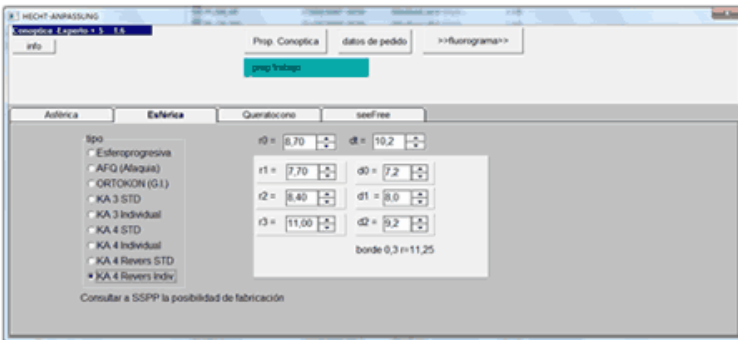 HECHT-ANPASSUNG
Conoptica -Experto + S 1.6
info
Prop. Conoptica
datos de pedido
>>fluorograma>>
Asférica
Esférica
Queratocono
seeFree
tipo
Esferoprogresiva
AFQ (Afaquia)
ORTOKON (G.I.)
KA 3 STD
KA 3 Individual
KA 4 STD
KA 4 Individual
KA 4 Revers STD
KA 4 Revers Indiv
r0 = 8,70 dt = 10,2
r1 = 7,70 d0 = 7,2
r2 = 8,40 d1 = 8,0
r3 = 11,00 d2 = 9,2
borde 0,3 r=11,25
Consultar a SSPP la posibilidad de fabricación